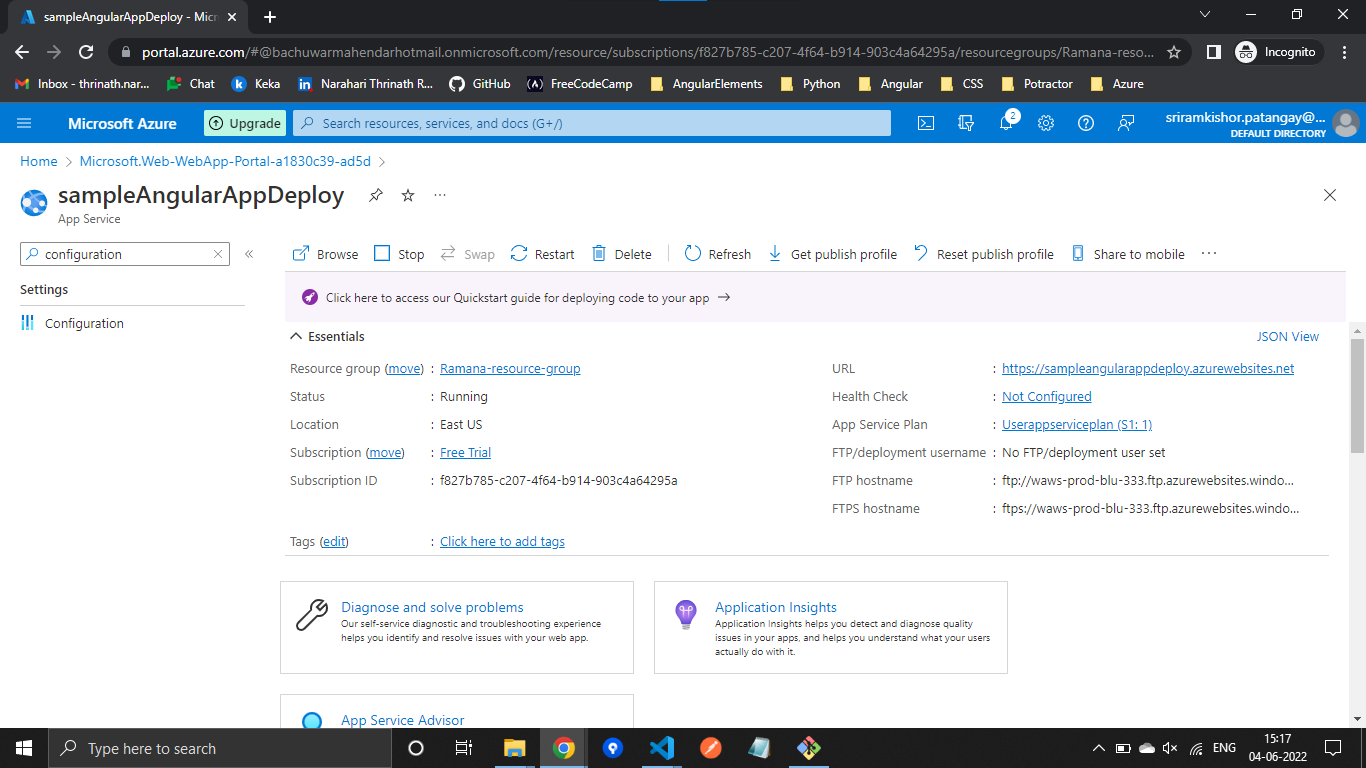 sampleAngularAppDeploy - Micr
portal.azure.com/#@bachuwarmahendarhotmail.onmicrosoft.com/resource/subscriptions/f827b785-c207-4f64-b914-903c4a64295a/resourcegroups/Ramana-reso...
Incognito
Inbox - thrinath.nar...
Chat
Keka
Narahari Thrinath R...
GitHub
FreeCodeCamp
AngularElements
Python
Angular
CSS
Potractor
Azure
Microsoft Azure
Upgrade
Search resources, services, and docs (G+/)
2
sriramkishor.patangay@...
DEFAULT DIRECTORY
Home > Microsoft.Web-WebApp-Portal-a1830c39-ad5d >
sampleAngularAppDeploy
App Service
configuration
Settings
Configuration
Browse
Stop
Swap
Restart
Delete
Refresh
Get publish profile
Reset publish profile
Share to mobile
Click here to access our Quickstart guide for deploying code to your app
Essentials
JSON View
Resource group (move) : Ramana-resource-group
Status : Running
Location : East US
Subscription (move) : Free Trial
Subscription ID : f827b785-c207-4f64-b914-903c4a64295a
URL : https://sampleangularappdeploy.azurewebsites.net
Health Check : Not Configured
App Service Plan : Userappserviceplan (S1: 1)
FTP/deployment username : No FTP/deployment user set
FTP hostname : ftp://waws-prod-blu-333.ftp.azurewebsites.windo...
FTPS hostname : ftps://waws-prod-blu-333.ftp.azurewebsites.windo...
Tags (edit) : Click here to add tags
Diagnose and solve problems
Our self-service diagnostic and troubleshooting experience
helps you identify and resolve issues with your web app.
Application Insights
Application Insights helps you detect and diagnose quality
issues in your apps, and helps you understand what your users
actually do with it.
App Service Advisor
Type here to search
ENG
15:17
04-06-2022